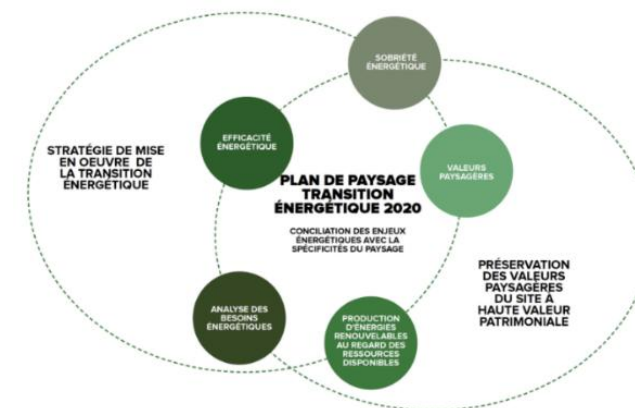 SOBRIÉTÉ
ÉNERGÉTIQUE
EFFICACITÉ
ÉNERGÉTIQUE
STRATÉGIE DE MISE
EN OEUVRE DE
LA TRANSITION
ÉNERGÉTIQUE
VALEURS
PAYSAGÈRES
PLAN DE PAYSAGE
TRANSITION
ÉNERGÉTIQUE 2020
CONCILIATION DES ENJEUX
ÉNERGÉTIQUES AVEC LA
SPÉCIFICITÉS DU PAYSAGE
PRÉSERVATION
DES VALEURS
PAYSAGÈRES
DU SITE À
HAUTE VALEUR
PATRIMONIALE
ANALYSE DES
BESOINS
ÉNERGÉTIQUES
PRODUCTION
D'ÉNERGIES
RENOUVELABLES
AU REGARD DES
RESSOURCES
DISPONIBLES